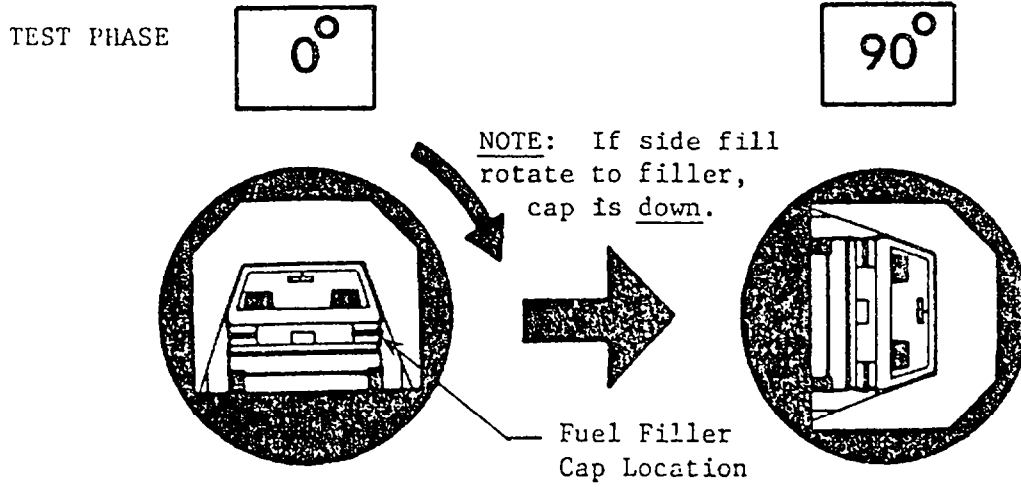 TEST PHASE
0°
90°
NOTE: If side fill
rotate to filler,
cap is down.
Fuel Filler
Cap Location